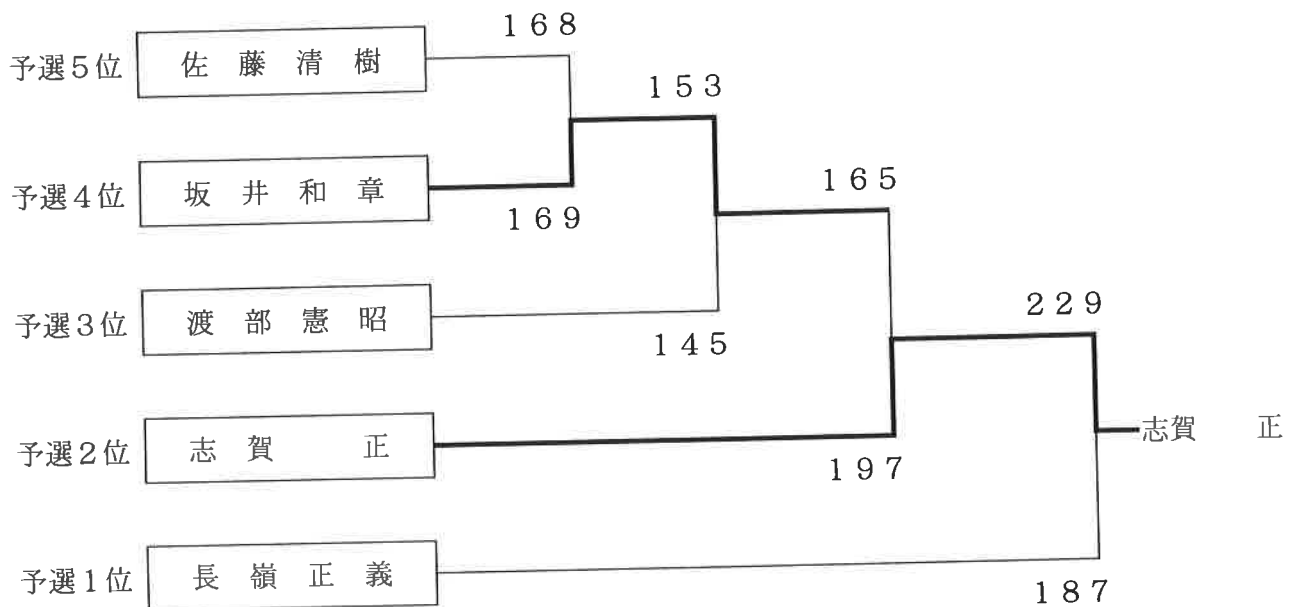 168
予選5位 佐藤清樹
153
予選4位 坂井和章
169
165
予選3位 渡部憲昭
145
229
予選2位 志賀 正
197
志賀 正
予選1位 長嶺正義
187